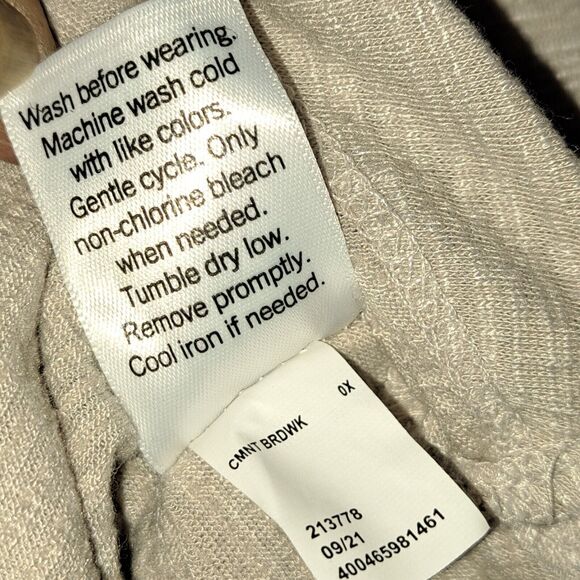 Wash before wearing.
Machine wash cold
with like colors.
Gentle cycle. Only
non-chlorine bleach
when needed.
Tumble dry low.
Remove promptly.
Cool iron if needed.
CMNT BRDWK 0X
213778
09/21
400465981461